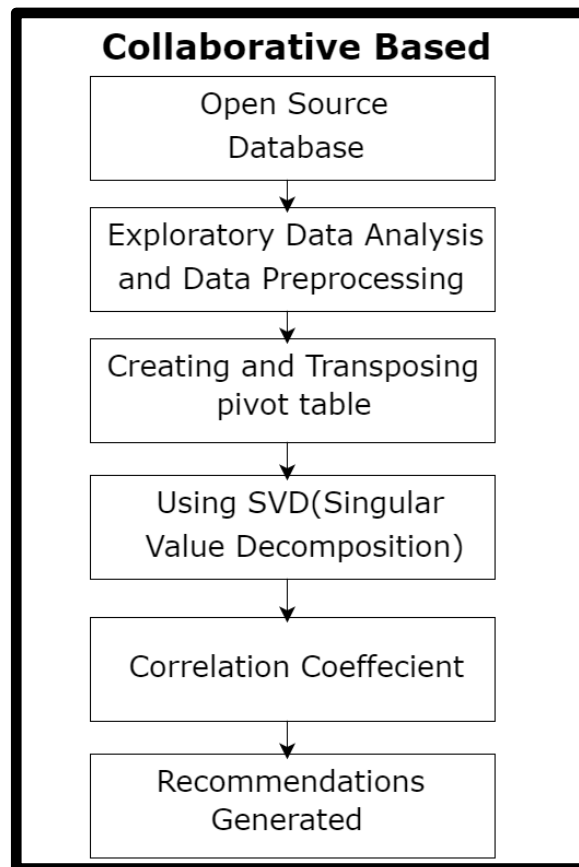 Collaborative Based
Open Source
Database
Exploratory Data Analysis
and Data Preprocessing
Creating and Transposing
pivot table
Using SVD(Singular
Value Decomposition)
Correlation Coeffecient
Recommendations
Generated